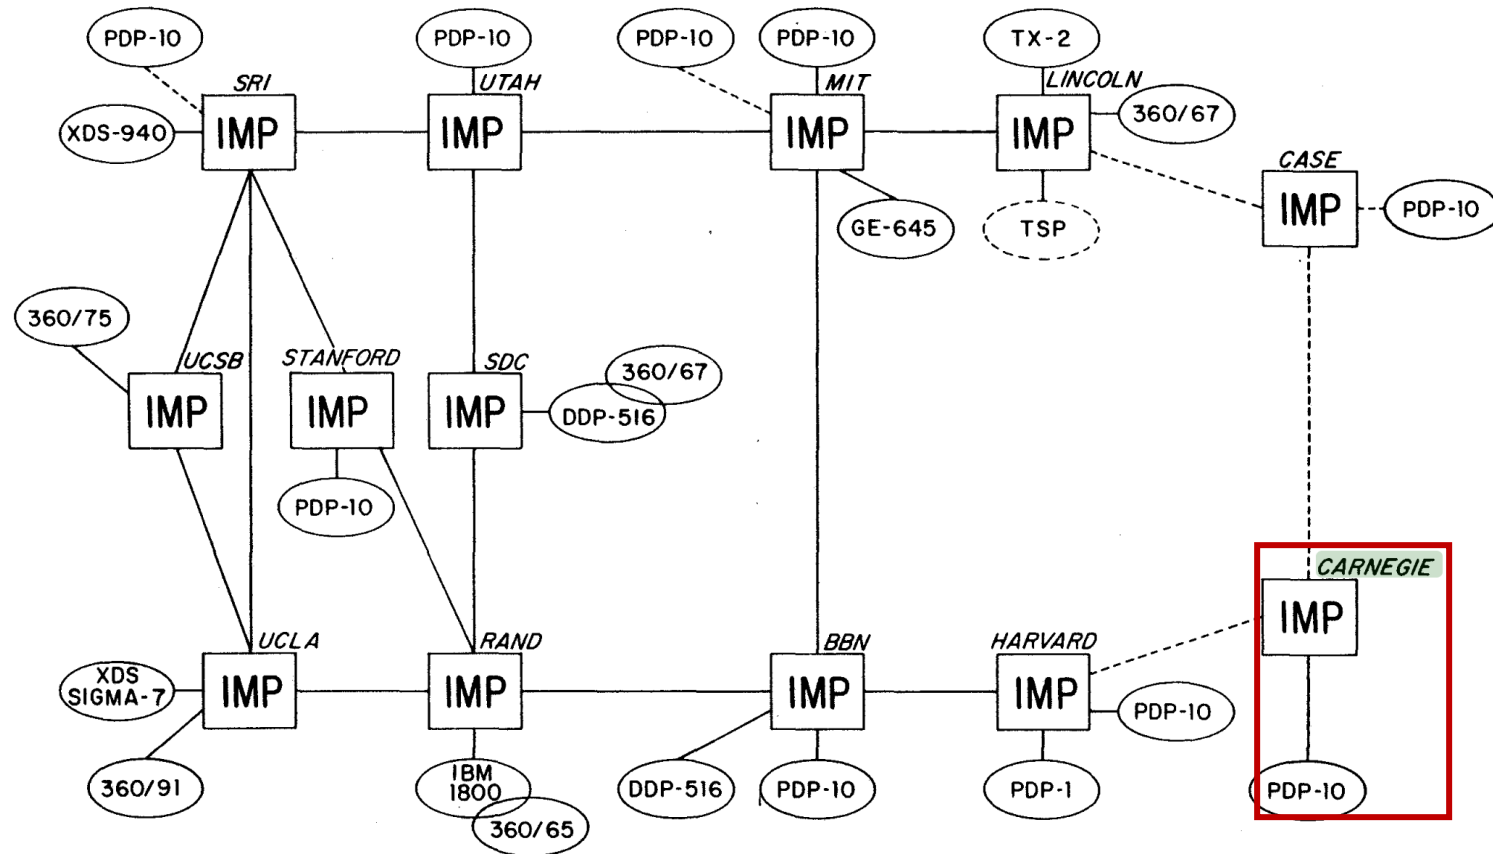 PDP-10
PDP-10
PDP-10
PDP-10
TX-2
SRI
UTAH
MIT
LINCOLN
XDS-940
IMP
IMP
IMP
IMP
360/67
CASE
IMP
PDP-10
GE-645
TSP
360/75
UCSB
STANFORD
SDC
360/67
IMP
IMP
IMP
DDP-516
PDP-10
CARNEGIE
IMP
UCLA
RAND
BBN
HARVARD
XDS
SIGMA-7
IMP
IMP
IMP
IMP
PDP-10
360/91
IBM
1800
360/65
DDP-516
PDP-10
PDP-1
PDP-10